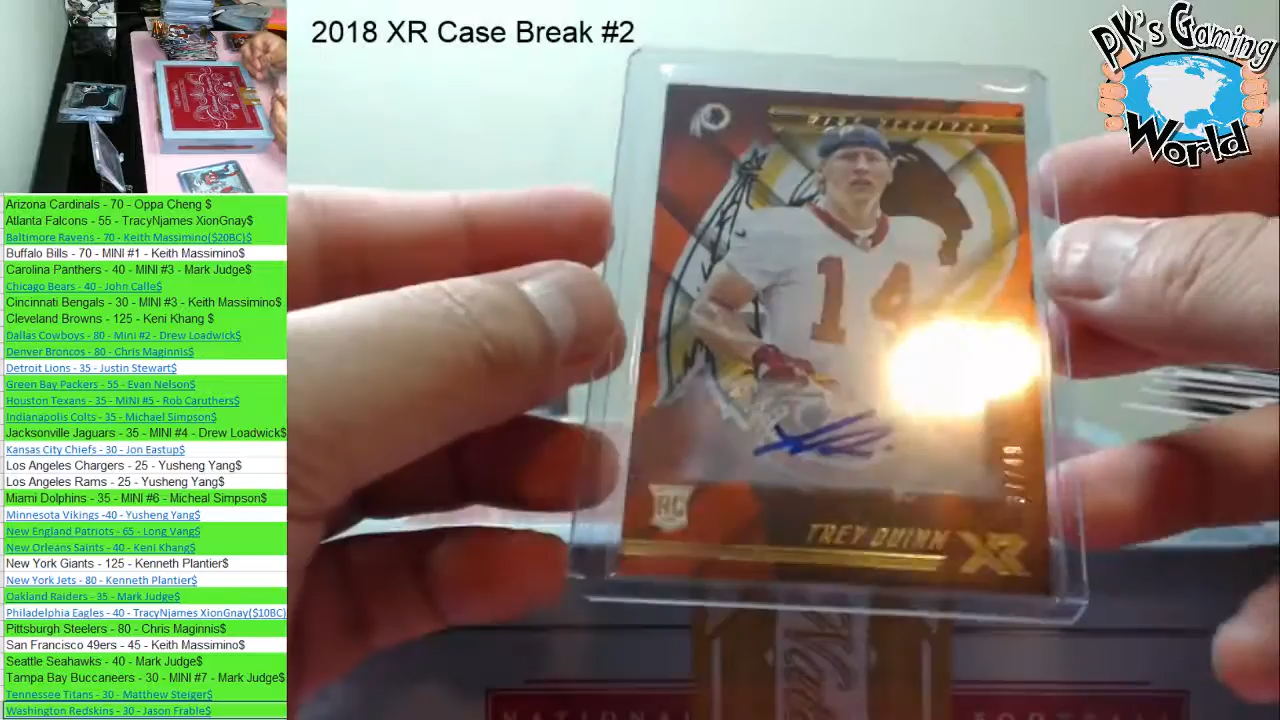 2018 XR Case Break #2
PK's Gaming
World
Arizona Cardinals - 70 - Oppa Cheng $
Atlanta Falcons - 55 - TracyNjames XionGnay$
Baltimore Ravens - 70 - Keith Massimino($20BC)$
Buffalo Bills - 70 - MINI #1 - Keith Massimino$
Carolina Panthers - 40 - MINI #3 - Mark Judge$
Chicago Bears - 40 - John Calle$
Cincinnati Bengals - 30 - MINI #3 - Keith Massimino$
Cleveland Browns - 125 - Keni Khang $
Dallas Cowboys - 80 - Mini #2 - Drew Loadwick$
Denver Broncos - 80 - Chris Maginnis$
Detroit Lions - 35 - Justin Stewart$
Green Bay Packers - 55 - Evan Nelson$
Houston Texans - 35 - MINI #5 - Rob Caruthers$
Indianapolis Colts - 35 - Michael Simpson$
Jacksonville Jaguars - 35 - MINI #4 - Drew Loadwick$
Kansas City Chiefs - 30 - Jon Eastup$
Los Angeles Chargers - 25 - Yusheng Yang$
Los Angeles Rams - 25 - Yusheng Yang$
Miami Dolphins - 35 - MINI #6 - Micheal Simpson$
Minnesota Vikings -40 - Yusheng Yang$
New England Patriots - 65 - Long Vang$
New Orleans Saints - 40 - Keni Khang$
New York Giants - 125 - Kenneth Plantier$
New York Jets - 80 - Kenneth Plantier$
Oakland Raiders - 35 - Mark Judge$
Philadelphia Eagles - 40 - TracyNjames XionGnay($10BC)
Pittsburgh Steelers - 80 - Chris Maginnis$
San Francisco 49ers - 45 - Keith Massimino$
Seattle Seahawks - 40 - Mark Judge$
Tampa Bay Buccaneers - 30 - MINI #7 - Mark Judge$
Tennessee Titans - 30 - Matthew Steiger$
Washington Redskins - 30 - Jason Frable$
14
RC
TREY QUINN XR
NATIONAL